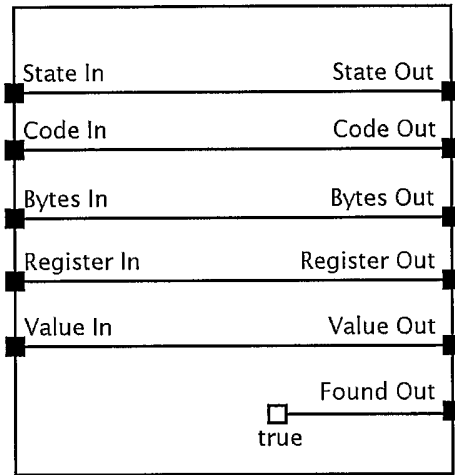 State In State Out
Code In Code Out
Bytes In Bytes Out
Register In Register Out
Value In Value Out
Found Out
true